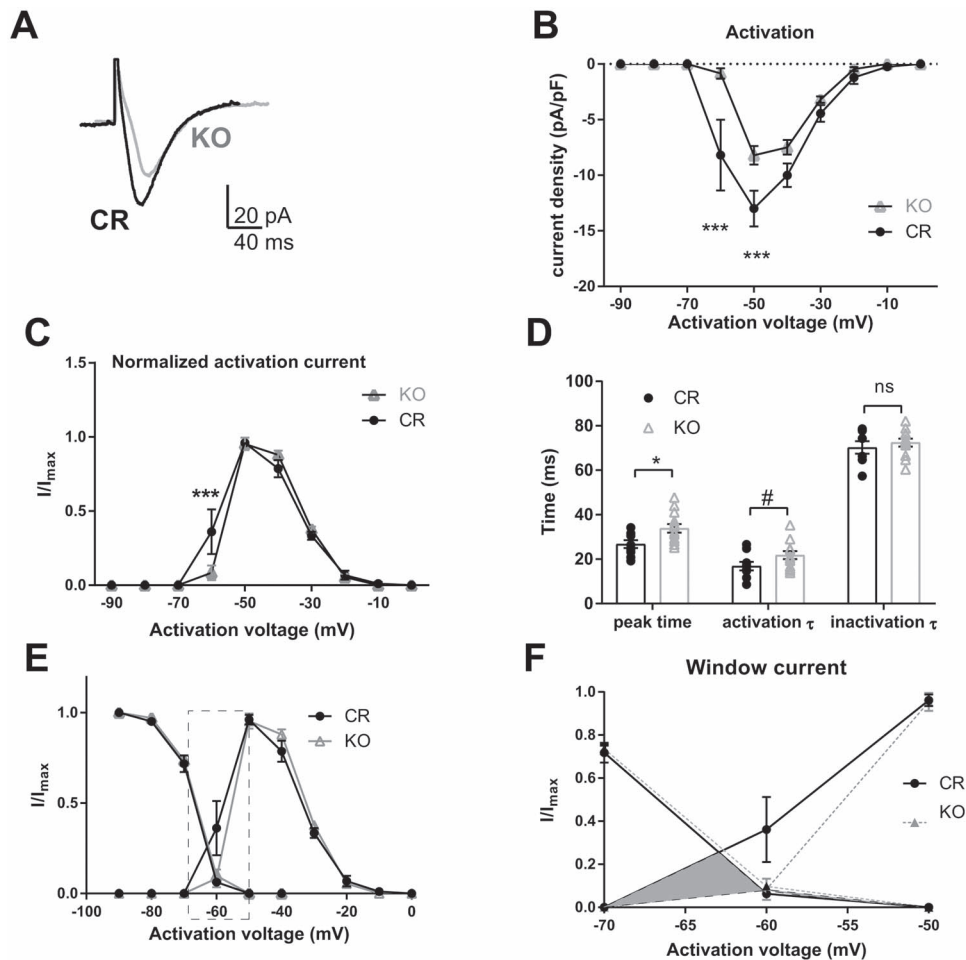 A
KO
CR
20 pA
40 ms
B
Activation
0
-5
-10
-15
-20
current density (pA/pF)
***
***
KO
CR
-90
-70
-50
-30
-10
Activation voltage (mV)
C
Normalized activation current
1.5
1.0
0.5
0.0
I/Imax
***
KO
CR
-90
-70
-50
-30
-10
Activation voltage (mV)
D
100
80
60
40
20
0
Time (ms)
CR
KO
*
#
ns
peak time
activation τ
inactivation τ
E
1.0
0.5
0.0
I/Imax
CR
KO
-100
-80
-60
-40
-20
0
Activation voltage (mV)
F
Window current
1.0
0.8
0.6
0.4
0.2
0.0
I/Imax
CR
KO
-70
-65
-60
-55
-50
Activation voltage (mV)